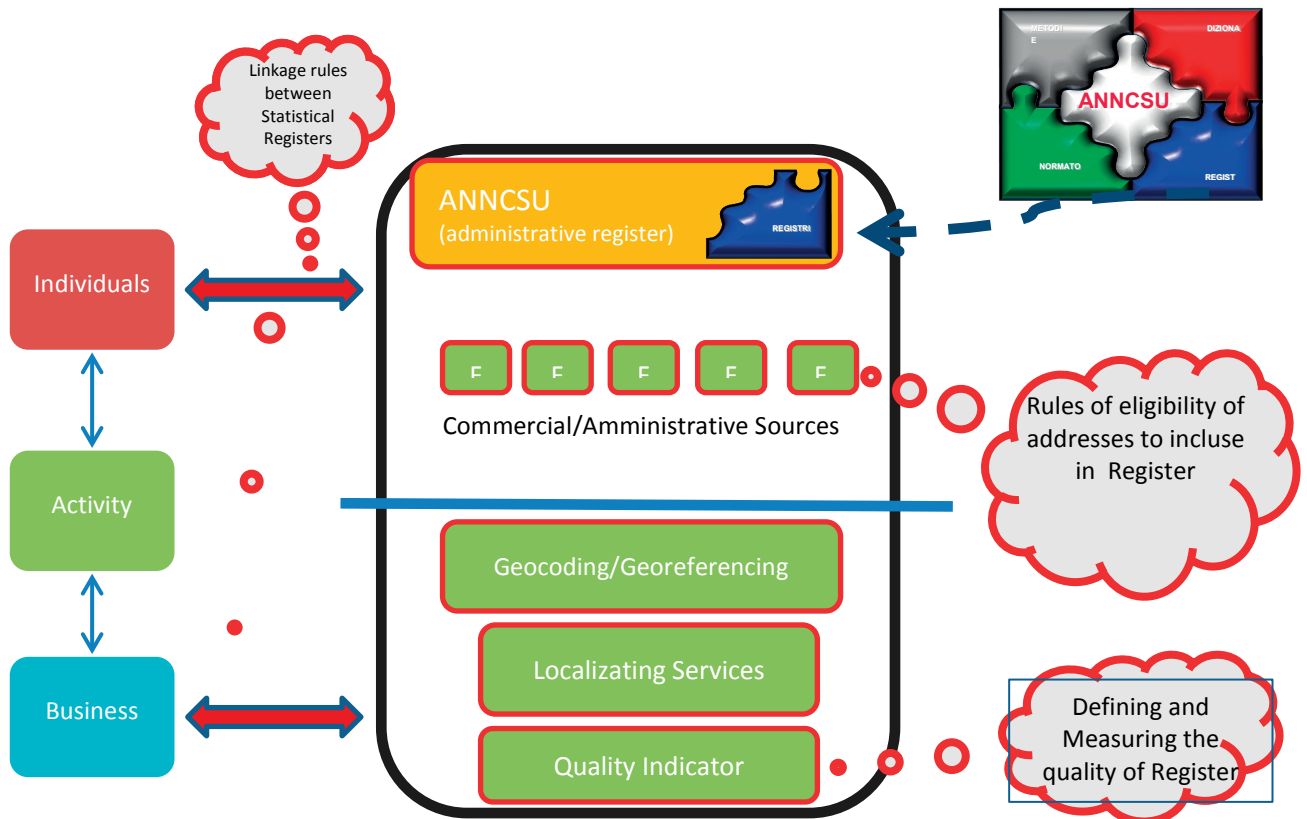 Linkage rules
between
Statistical
Registers
METODI
E
DIZIONA
ANNCSU
NORMATO
REGIST
ANNCSU
(administrative register)
REGISTRI
Individuals
Commercial/Amministrative Sources
Rules of eligibility of
addresses to incluse
in Register
Activity
Geocoding/Georeferencing
Localizating Services
Business
Quality Indicator
Defining and
Measuring the
quality of Register